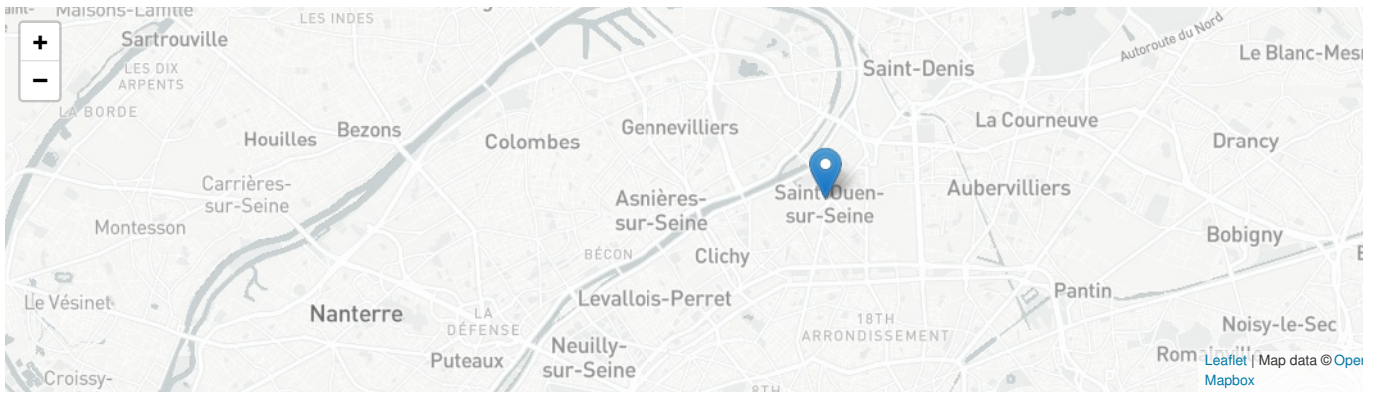 Maisons-Laffitte
LES INDES
+
Sartrouville
Autoroute du Nord
Le Blanc-Mes
−
LES DIX
ARPENTS
Saint-Denis
LA BORDE
Houilles
Bezons
Colombes
Gennevilliers
La Courneuve
Drancy
Carrières-
sur-Seine
Asnières-
sur-Seine
Saint-Ouen-
sur-Seine
Aubervilliers
Montesson
BÉCON
Clichy
Bobigny
Le Vésinet
Nanterre
LA
DÉFENSE
Levallois-Perret
18TH
ARRONDISSEMENT
Pantin
Noisy-le-Sec
Puteaux
Neuilly-
sur-Seine
Croissy-
8TH
Leaflet | Map data © Open
Mapbox